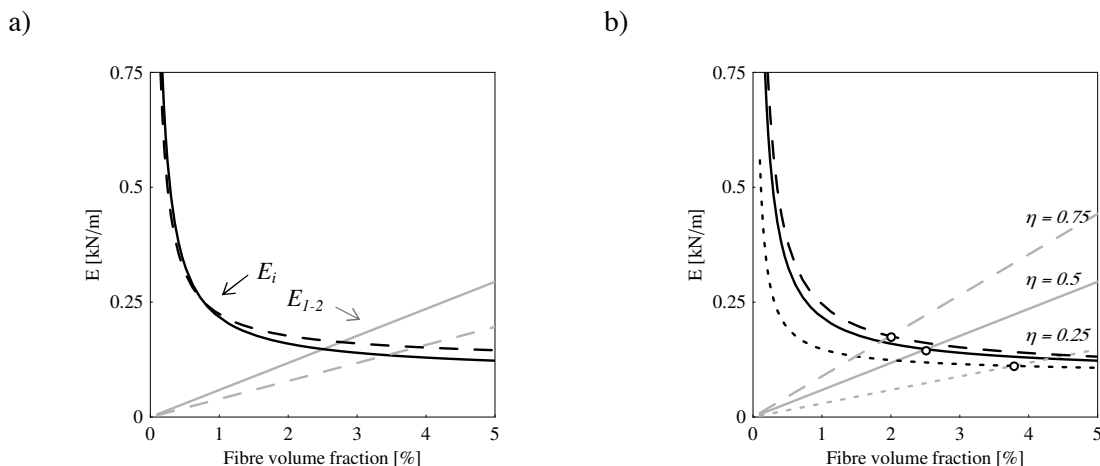 a)
b)
0.75
0.5
0.25
0
E [kN/m]
E_i
E_{1-2}
0 1 2 3 4 5
Fibre volume fraction [%]
0.75
0.5
0.25
0
E [kN/m]
η = 0.75
η = 0.5
η = 0.25
0 1 2 3 4 5
Fibre volume fraction [%]